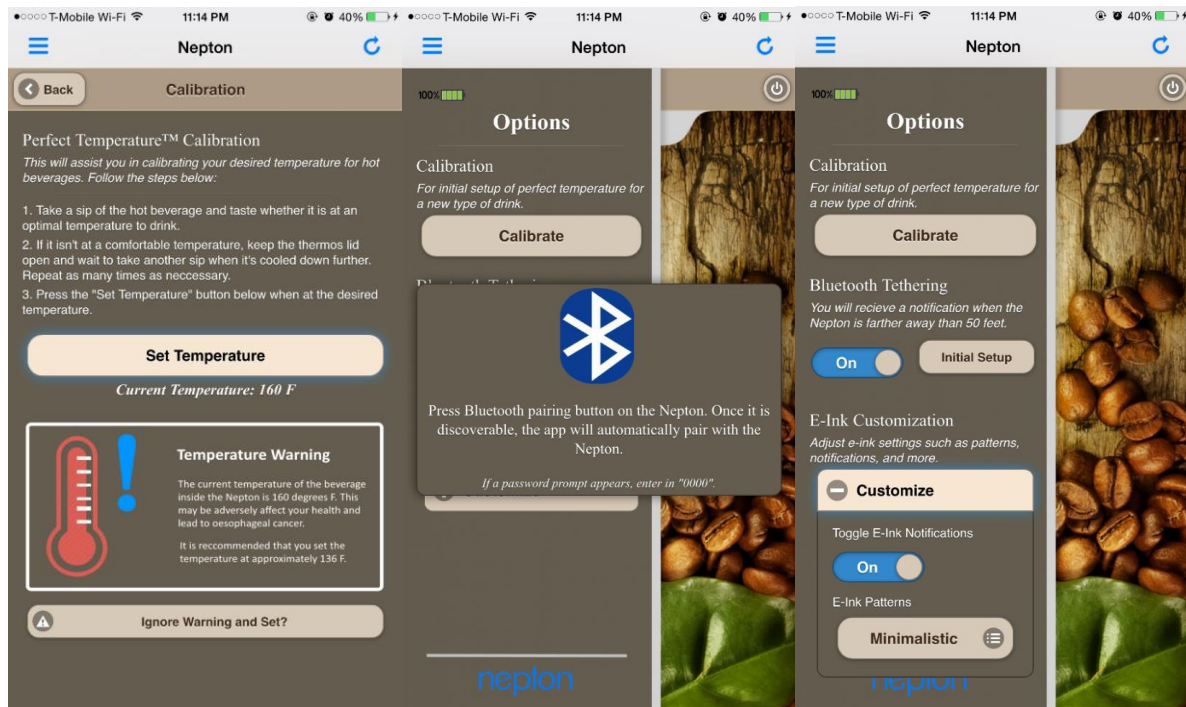 T-Mobile Wi-Fi 11:14 PM 40%
Nepton
Back
Calibration
Perfect Temperature™ Calibration
This will assist you in calibrating your desired temperature for hot
beverages. Follow the steps below:
1. Take a sip of the hot beverage and taste whether it is at an
optimal temperature to drink.
2. If it isn't at a comfortable temperature, keep the thermos lid
open and wait to take another sip when it's cooled down further.
Repeat as many times as neccessary.
3. Press the "Set Temperature" button below when at the desired
temperature.
Set Temperature
Current Temperature: 160 F
Temperature Warning
The current temperature of the beverage
inside the Nepton is 160 degrees F. This
may be adversely affect your health and
lead to oesophageal cancer.
It is reccommended that you set the
temperature at approximately 136 F.
Ignore Warning and Set?
T-Mobile Wi-Fi 11:14 PM 40%
Nepton
100%
Options
Calibration
For initial setup of perfect temperature for
a new type of drink.
Calibrate
Press Bluetooth pairing button on the Nepton. Once it is
discoverable, the app will automatically pair with the
Nepton.
If a password prompt appears, enter in "0000".
nepton
T-Mobile Wi-Fi 11:14 PM 40%
Nepton
100%
Options
Calibration
For initial setup of perfect temperature for
a new type of drink.
Calibrate
Bluetooth Tethering
You will recieve a notification when the
Nepton is farther away than 50 feet.
On
Initial Setup
E-Ink Customization
Adjust e-ink settings such as patterns,
notifications, and more.
Customize
Toggle E-Ink Notifications
On
E-Ink Patterns
Minimalistic
nepton